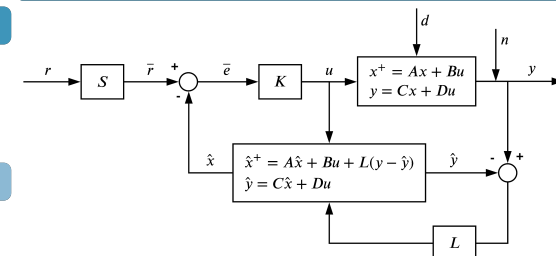 d
n
r
S
r̅
+
-
e̅
K
u
x⁺ = Ax + Bu
y = Cx + Du
y
x̂
x̂⁺ = Ax̂ + Bu + L(y − ŷ)
ŷ = Cx̂ + Du
ŷ
-
+
L